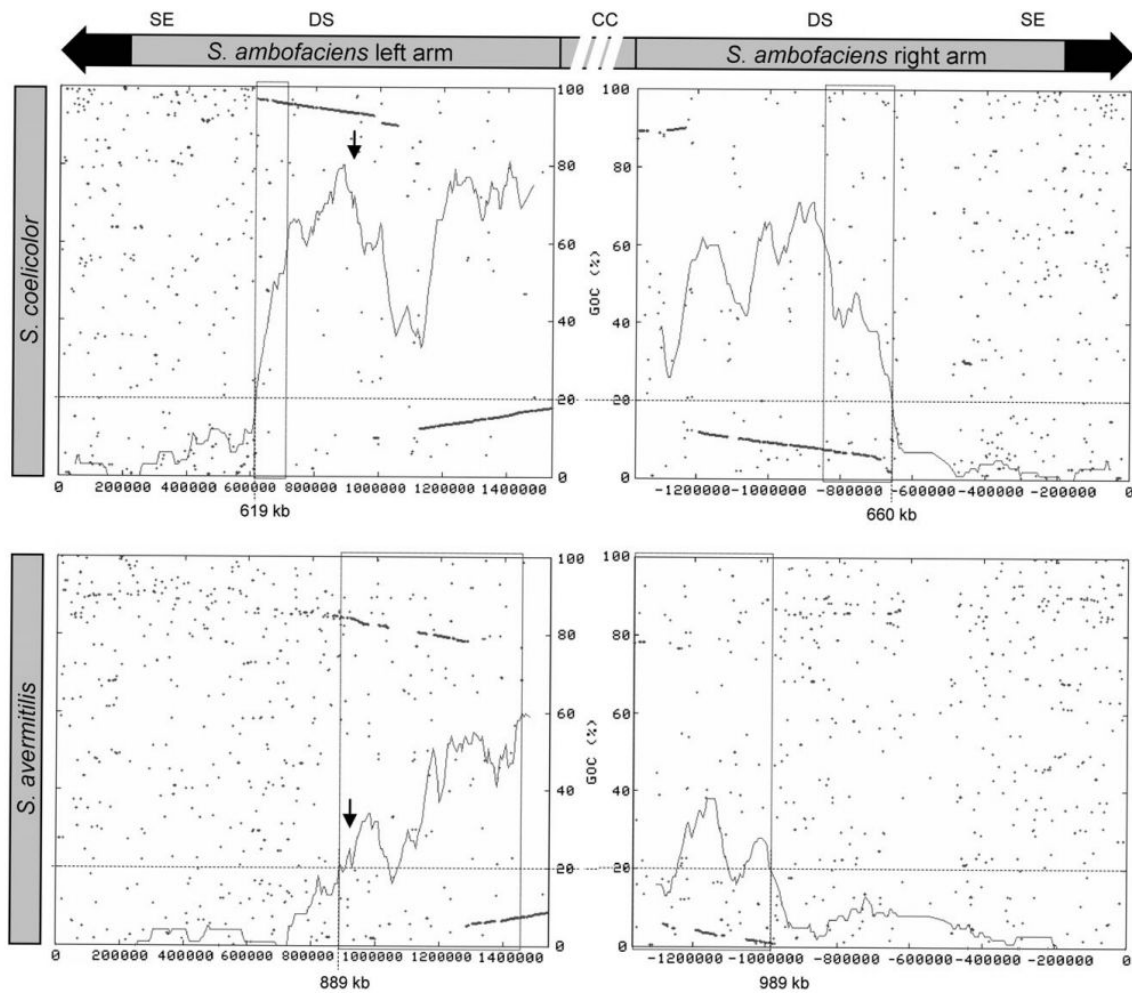 SE DS CC DS SE
S. ambofaciens left arm S. ambofaciens right arm
S. coelicolor
100
80
60
GOC (%)
40
20
0
0 200000 400000 600000 800000 1000000 1200000 1400000
619 kb
100
80
60
40
20
0
-1200000 -1000000 -800000 -600000 -400000 -200000 0
660 kb
S. avermitilis
100
80
60
GOC (%)
40
20
0
0 200000 400000 600000 800000 1000000 1200000 1400000
889 kb
100
80
60
40
20
0
-1200000 -1000000 -800000 -600000 -400000 -200000 0
989 kb